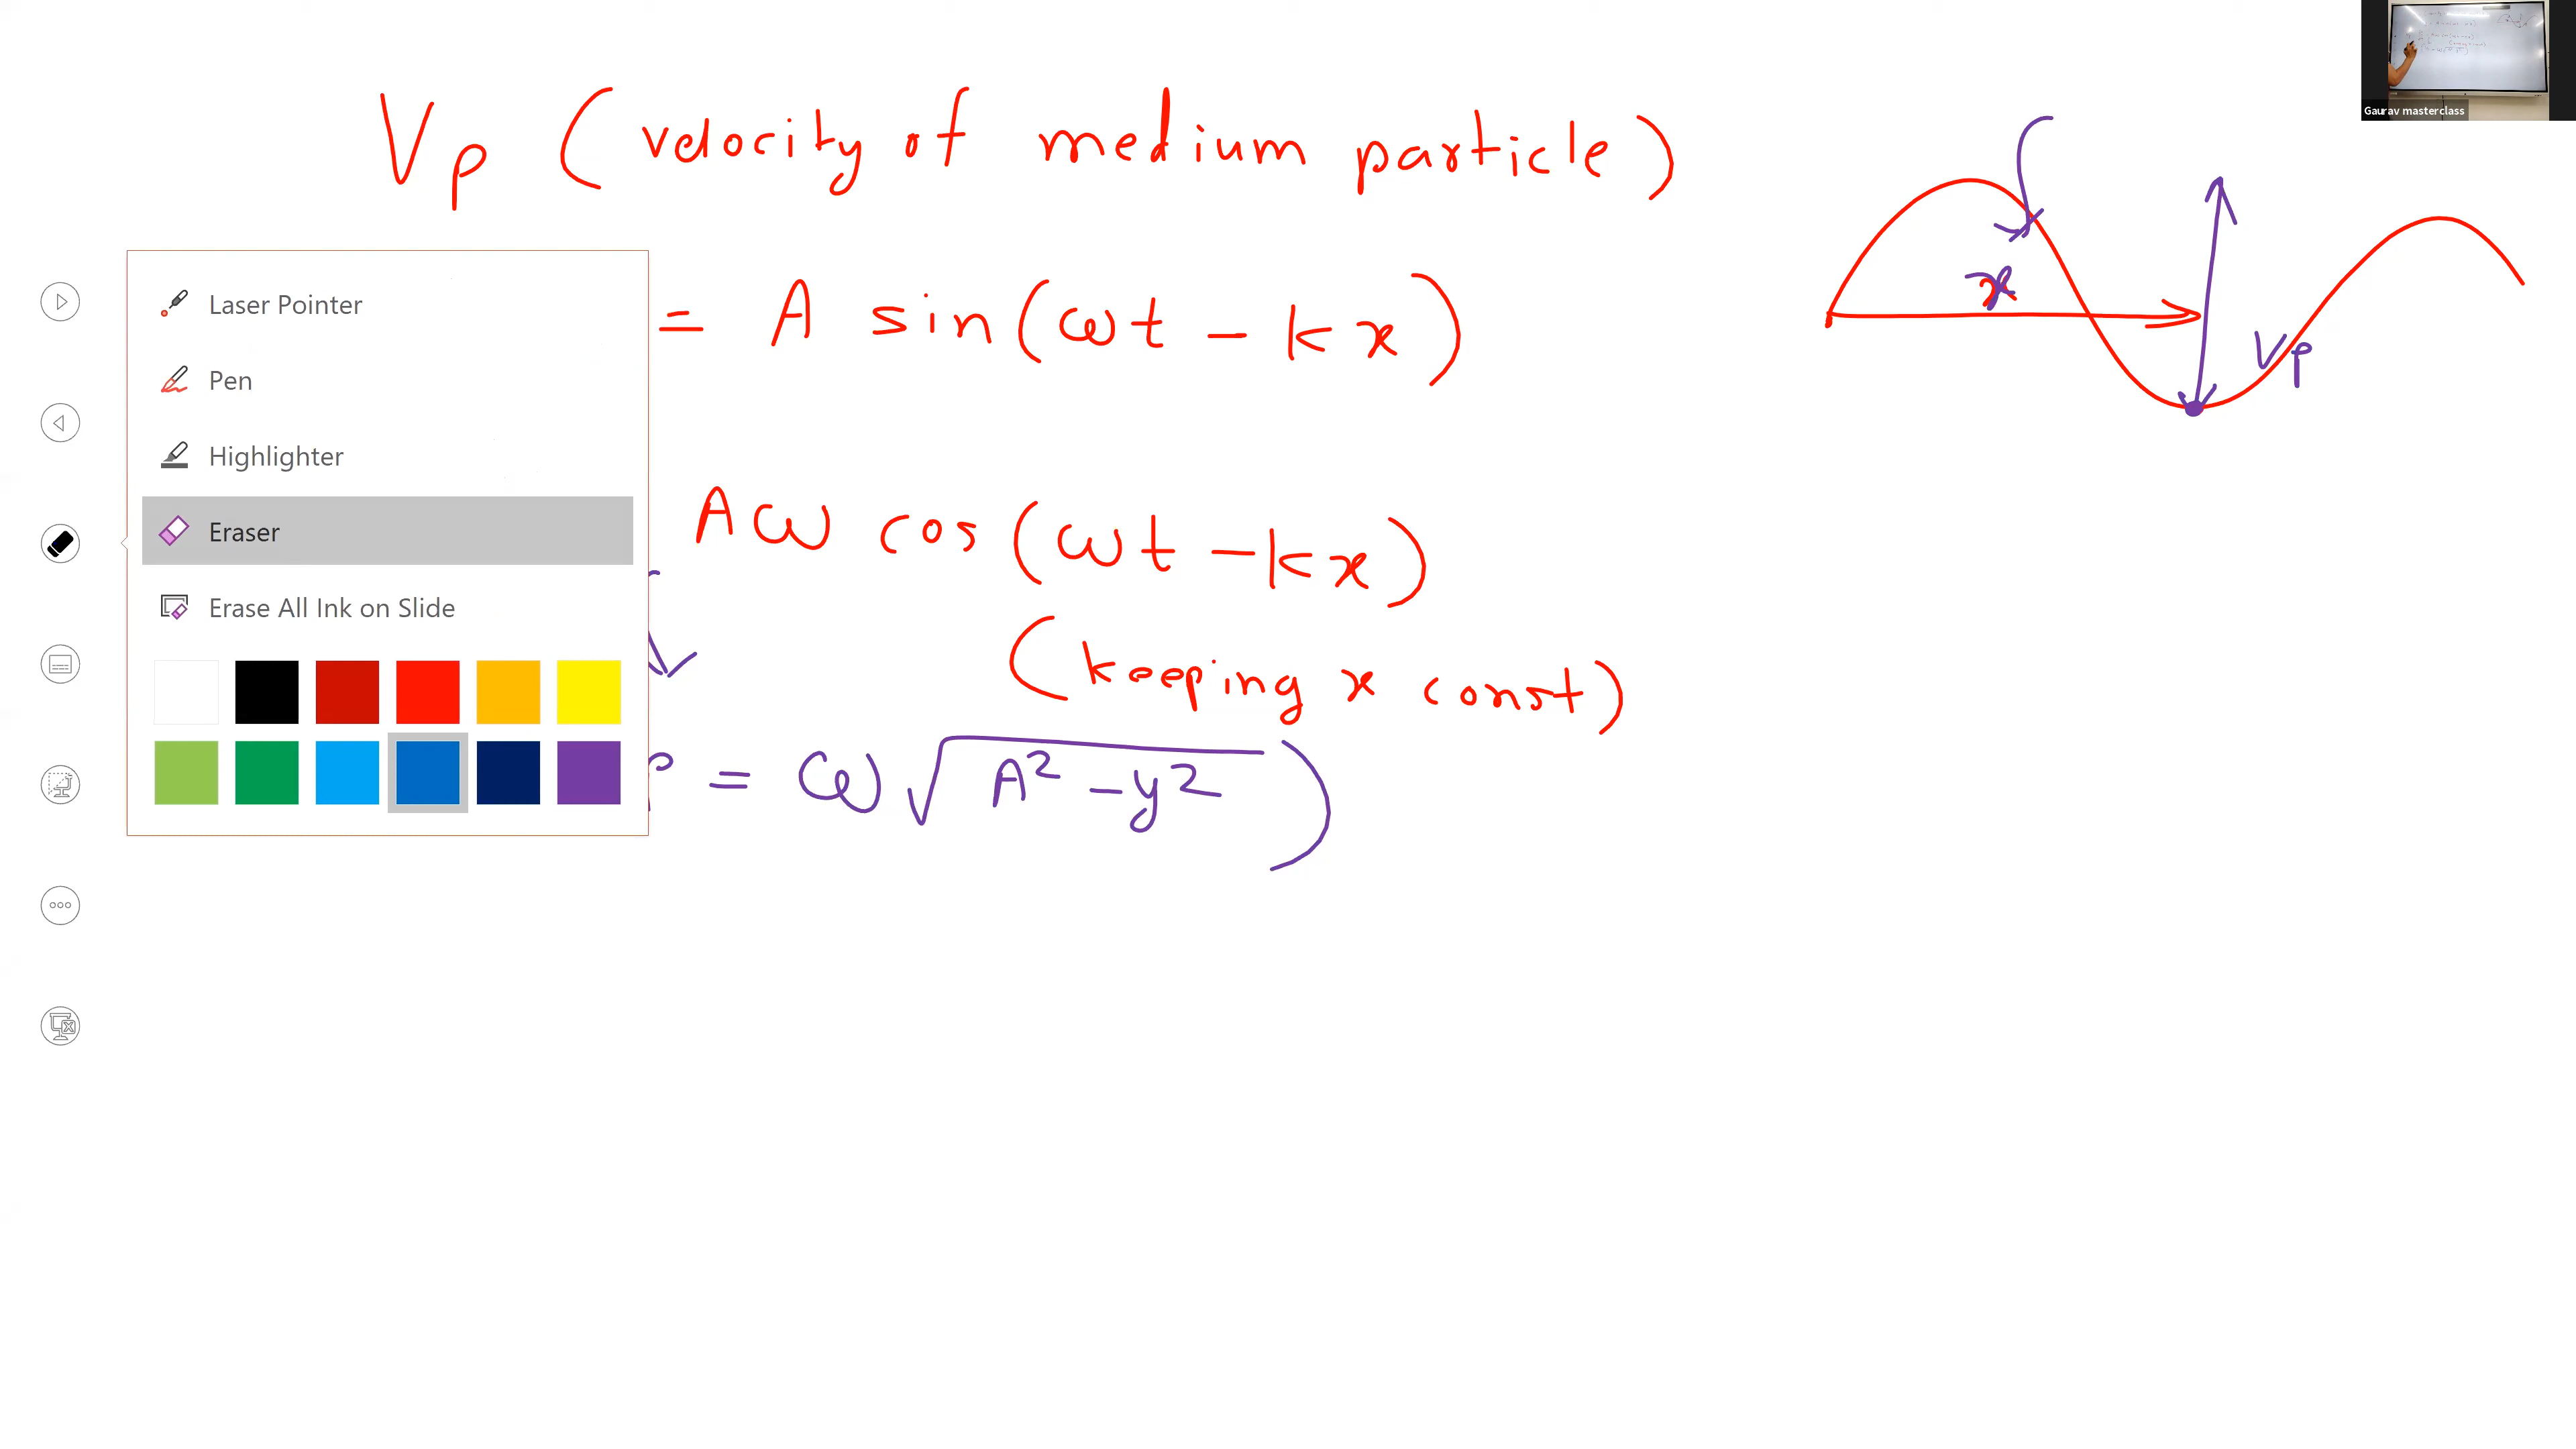 Gaurav masterclass
Vp (velocity of medium particle)
= A sin(ωt - kx)
x
Vp
Laser Pointer
Pen
Highlighter
Eraser
Erase All Ink on Slide
Aω cos(ωt - kx)
(keeping x const)
= ω√(A² - y²) )